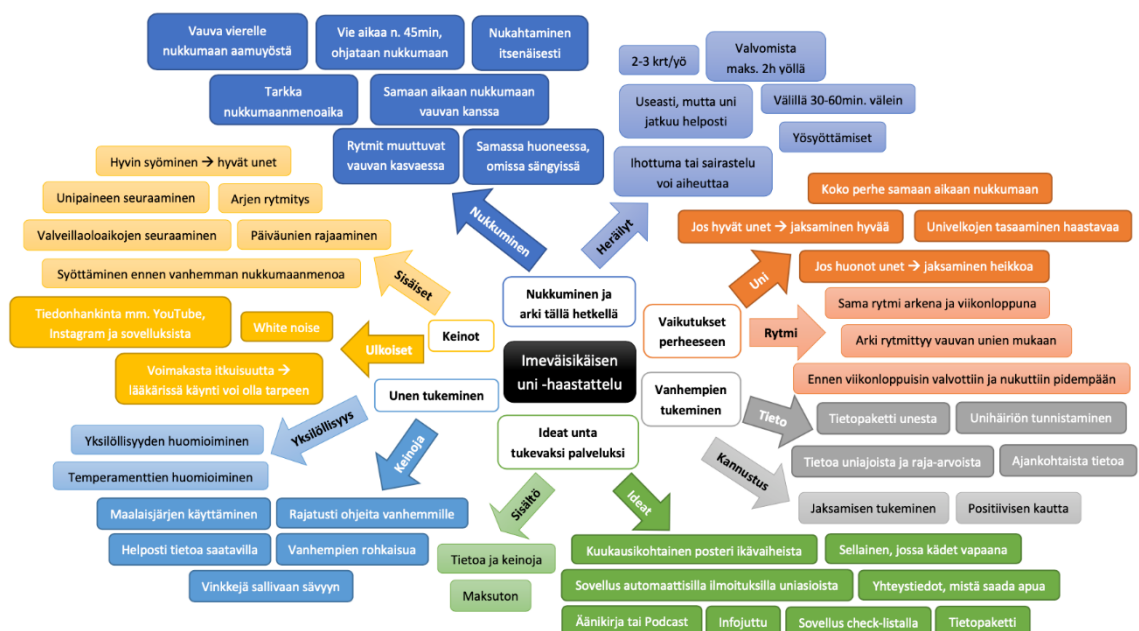 Vauva vierelle
nukkumaan aamuyöstä
Vie aikaa n. 45min,
ohjataan nukkumaan
Nukahtaminen
itsenäisesti
Tarkka
nukkumaanmenoaika
Samaan aikaan nukkumaan
vauvan kanssa
Rytmit muuttuvat
vauvan kasvaessa
Samassa huoneessa,
omissa sängyissä
Nukkuminen
2-3 krt/yö
Valvomista
maks. 2h yöllä
Useasti, mutta uni
jatkuu helposti
Välillä 30-60min. välein
Yösyöttämiset
Ihottuma tai sairastelu
voi aiheuttaa
Heräilyt
Hyvin syöminen → hyvät unet
Unipaineen seuraaminen
Arjen rytmitys
Valveillaoloaikojen seuraaminen
Päiväunien rajaaminen
Syöttäminen ennen vanhemman nukkumaanmenoa
Sisäiset
Koko perhe samaan aikaan nukkumaan
Jos hyvät unet → jaksaminen hyvää
Univelkojen tasaaminen haastavaa
Jos huonot unet → jaksaminen heikkoa
Uni
Nukkuminen ja
arki tällä hetkellä
Tiedonhankinta mm. YouTube,
Instagram ja sovelluksista
White noise
Voimakasta itkuisuutta →
lääkärissä käynti voi olla tarpeen
Ulkoiset
Keinot
Vaikutukset
perheeseen
Rytmi
Sama rytmi arkena ja viikonloppuna
Arki rytmittyy vauvan unien mukaan
Ennen viikonloppuisin valvottiin ja nukuttiin pidempään
Imeväisikäisen
uni -haastattelu
Unen tukeminen
Vanhempien
tukeminen
Ideat unta
tukevaksi palveluksi
Yksilöllisyys
Yksilöllisyyden huomioiminen
Temperamenttien huomioiminen
Keinoja
Maalaisjärjen käyttäminen
Rajatusti ohjeita vanhemmille
Helposti tietoa saatavilla
Vanhempien rohkaisua
Vinkkejä sallivaan sävyyn
Tieto
Tietopaketti unesta
Unihäiriön tunnistaminen
Tietoa uniajoista ja raja-arvoista
Ajankohtaista tietoa
Kannustus
Jaksamisen tukeminen
Positiivisen kautta
Sisältö
Tietoa ja keinoja
Maksuton
Ideat
Kuukausikohtainen posteri ikävaiheista
Sellainen, jossa kädet vapaana
Sovellus automaattisilla ilmoituksilla uniasioista
Yhteystiedot, mistä saada apua
Äänikirja tai Podcast
Infojuttu
Sovellus check-listalla
Tietopaketti